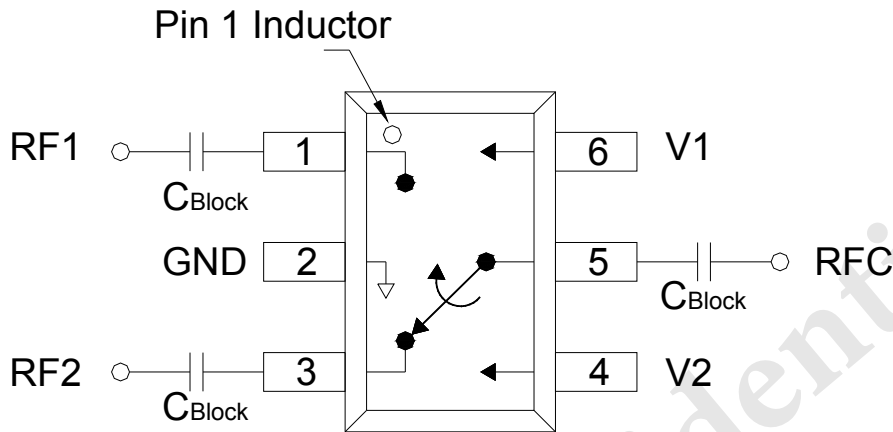 Pin 1 Inductor
RF1
CBlock
1
6
V1
GND
2
5
CBlock
RFC
RF2
CBlock
3
4
V2